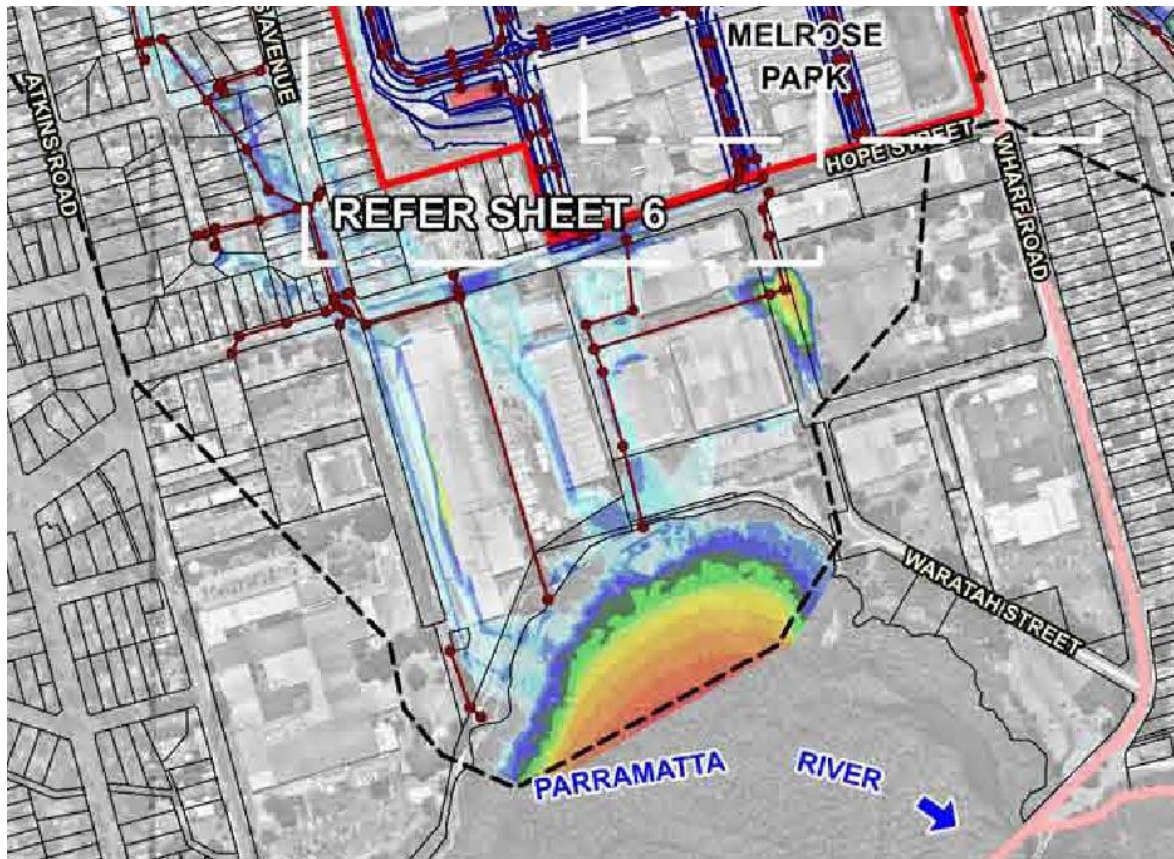 MELROSE
PARK
S AVENUE
ATKINS ROAD
HOPE STREET
WHARF ROAD
REFER SHEET 6
WARATAH STREET
PARRAMATTA
RIVER